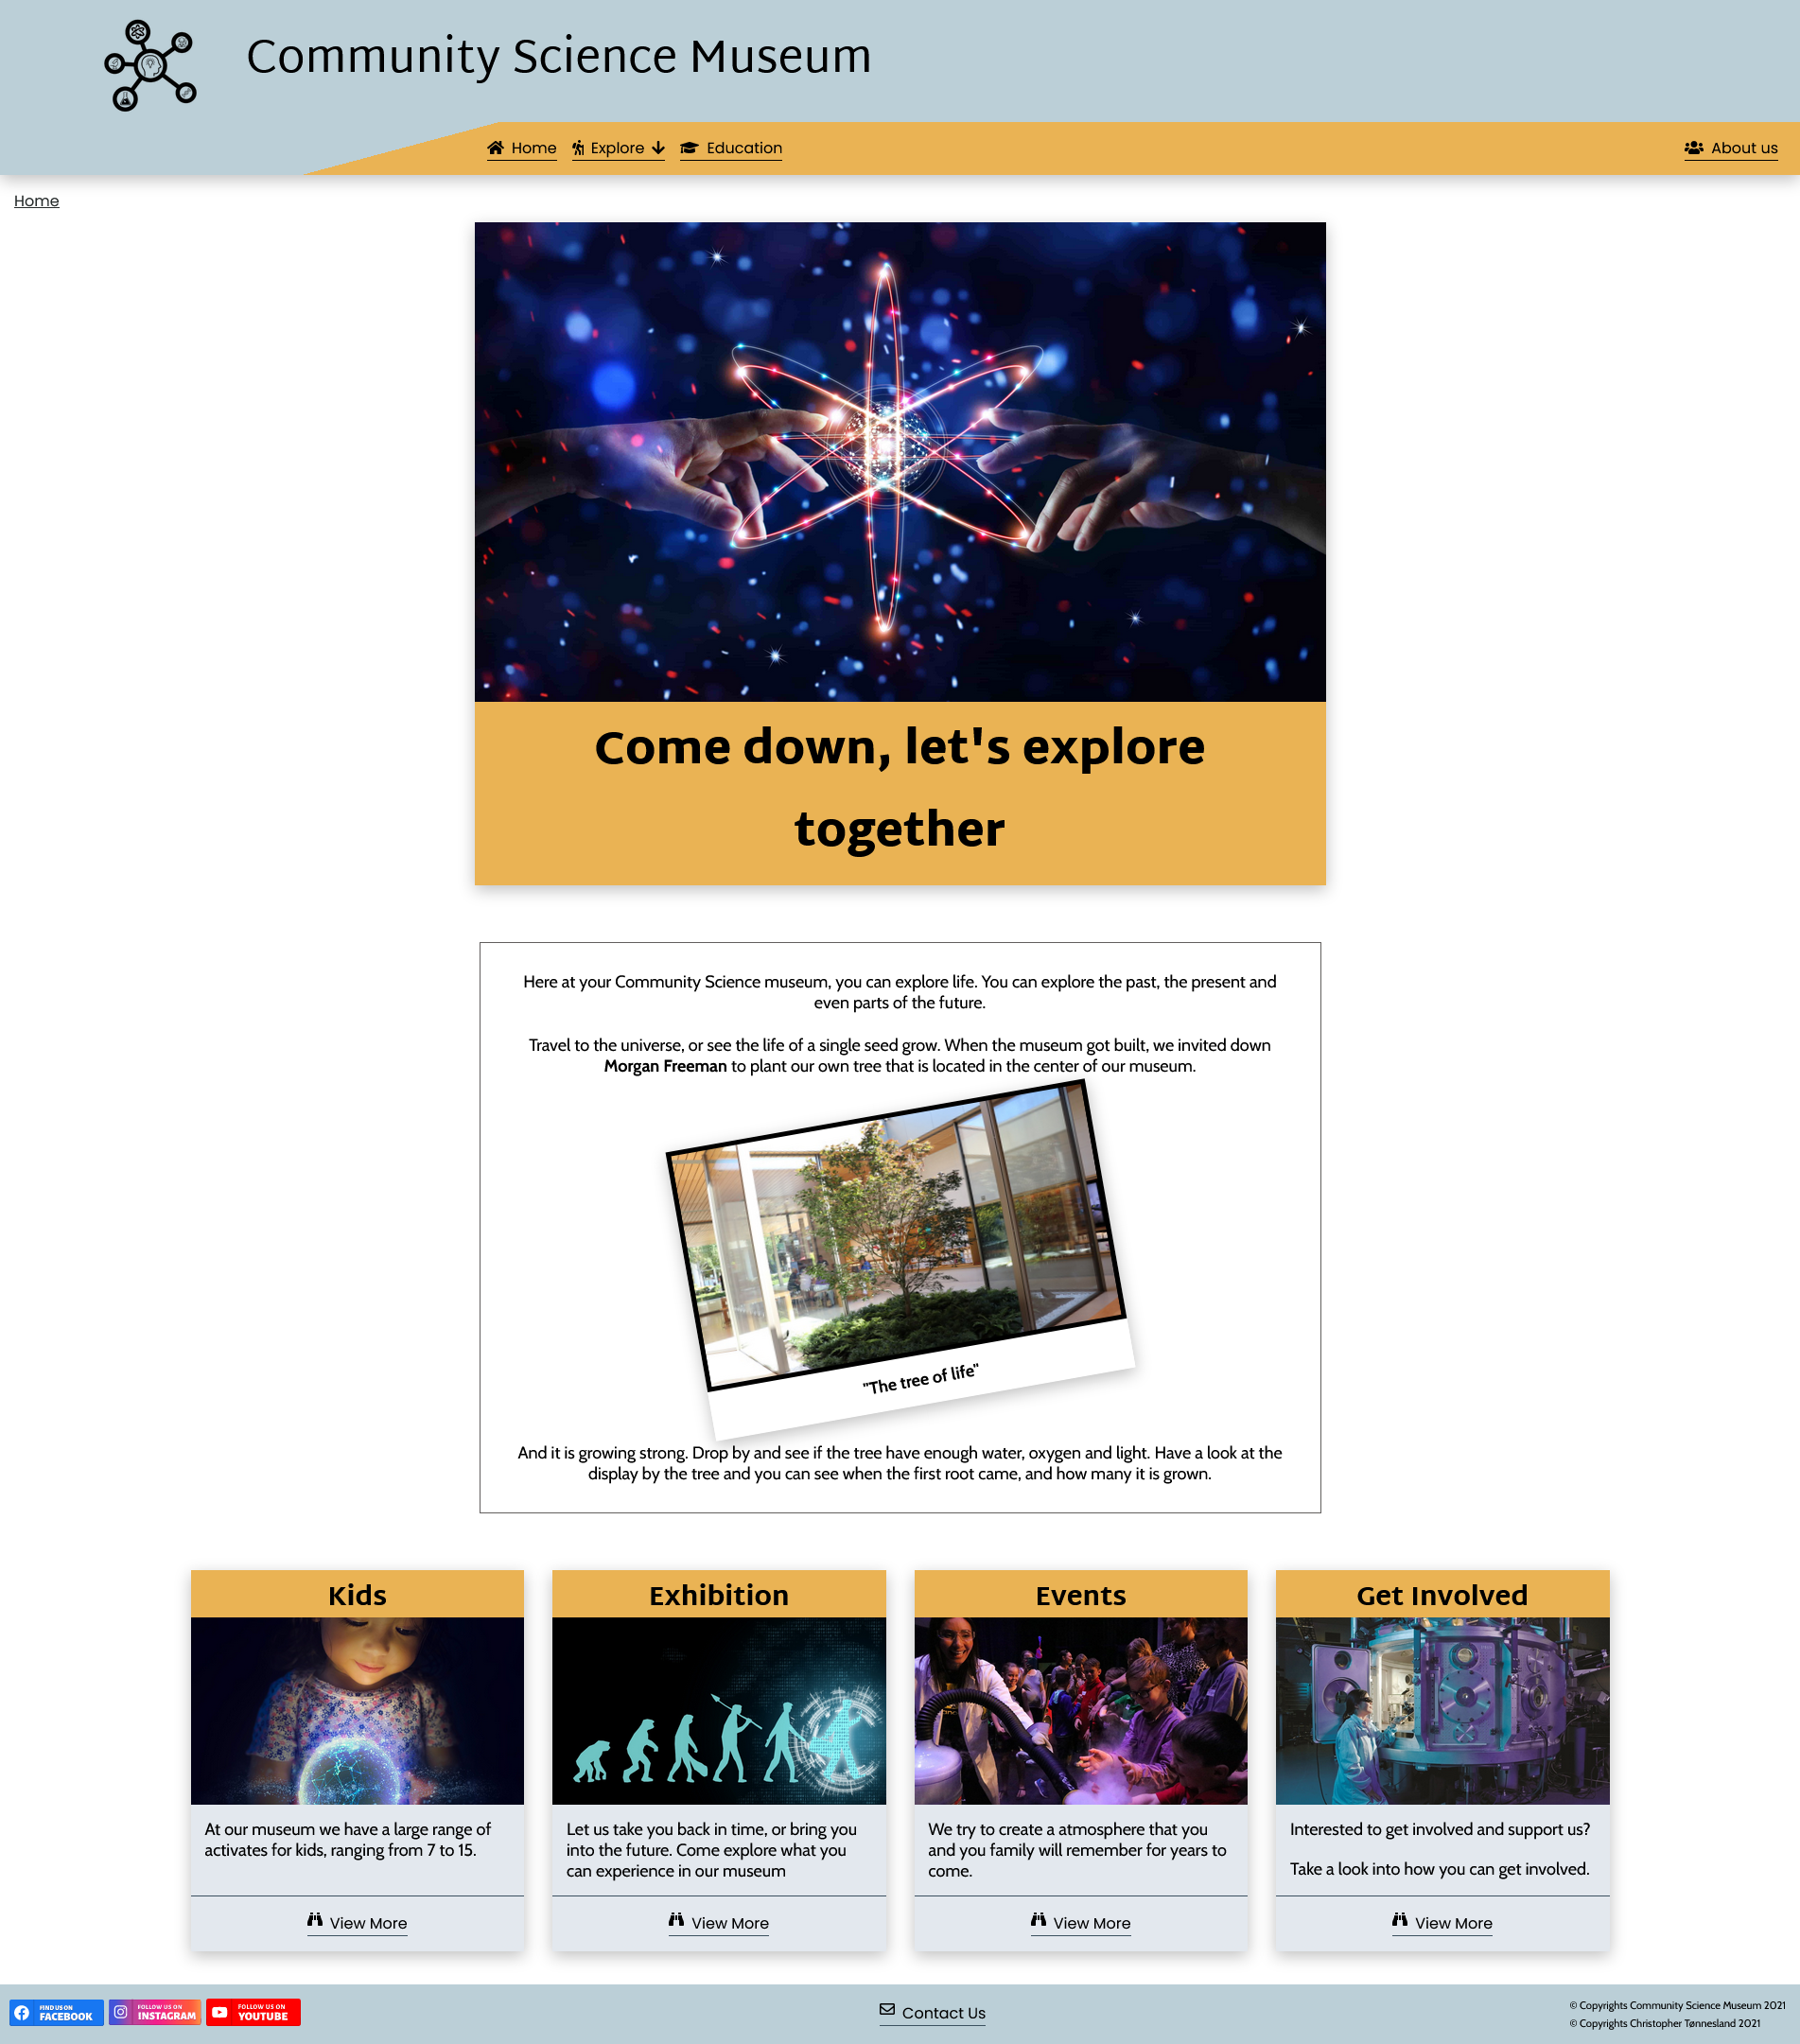 Community Science Museum
Home Explore Education About us
Home
Come down, let's explore
together
Here at your Community Science museum, you can explore life. You can explore the past, the present and
even parts of the future.
Travel to the universe, or see the life of a single seed grow. When the museum got built, we invited down
Morgan Freeman to plant our own tree that is located in the center of our museum.
"The tree of life"
And it is growing strong. Drop by and see if the tree have enough water, oxygen and light. Have a look at the
display by the tree and you can see when the first root came, and how many it is grown.
Kids
At our museum we have a large range of
activates for kids, ranging from 7 to 15.
View More
Exhibition
Let us take you back in time, or bring you
into the future. Come explore what you
can experience in our museum
View More
Events
We try to create a atmosphere that you
and you family will remember for years to
come.
View More
Get Involved
Interested to get involved and support us?
Take a look into how you can get involved.
View More
FIND US ON
FACEBOOK
FOLLOW US ON
INSTAGRAM
FOLLOW US ON
YOUTUBE
Contact Us
© Copyrights Community Science Museum 2021
© Copyrights Christopher Tønnesland 2021